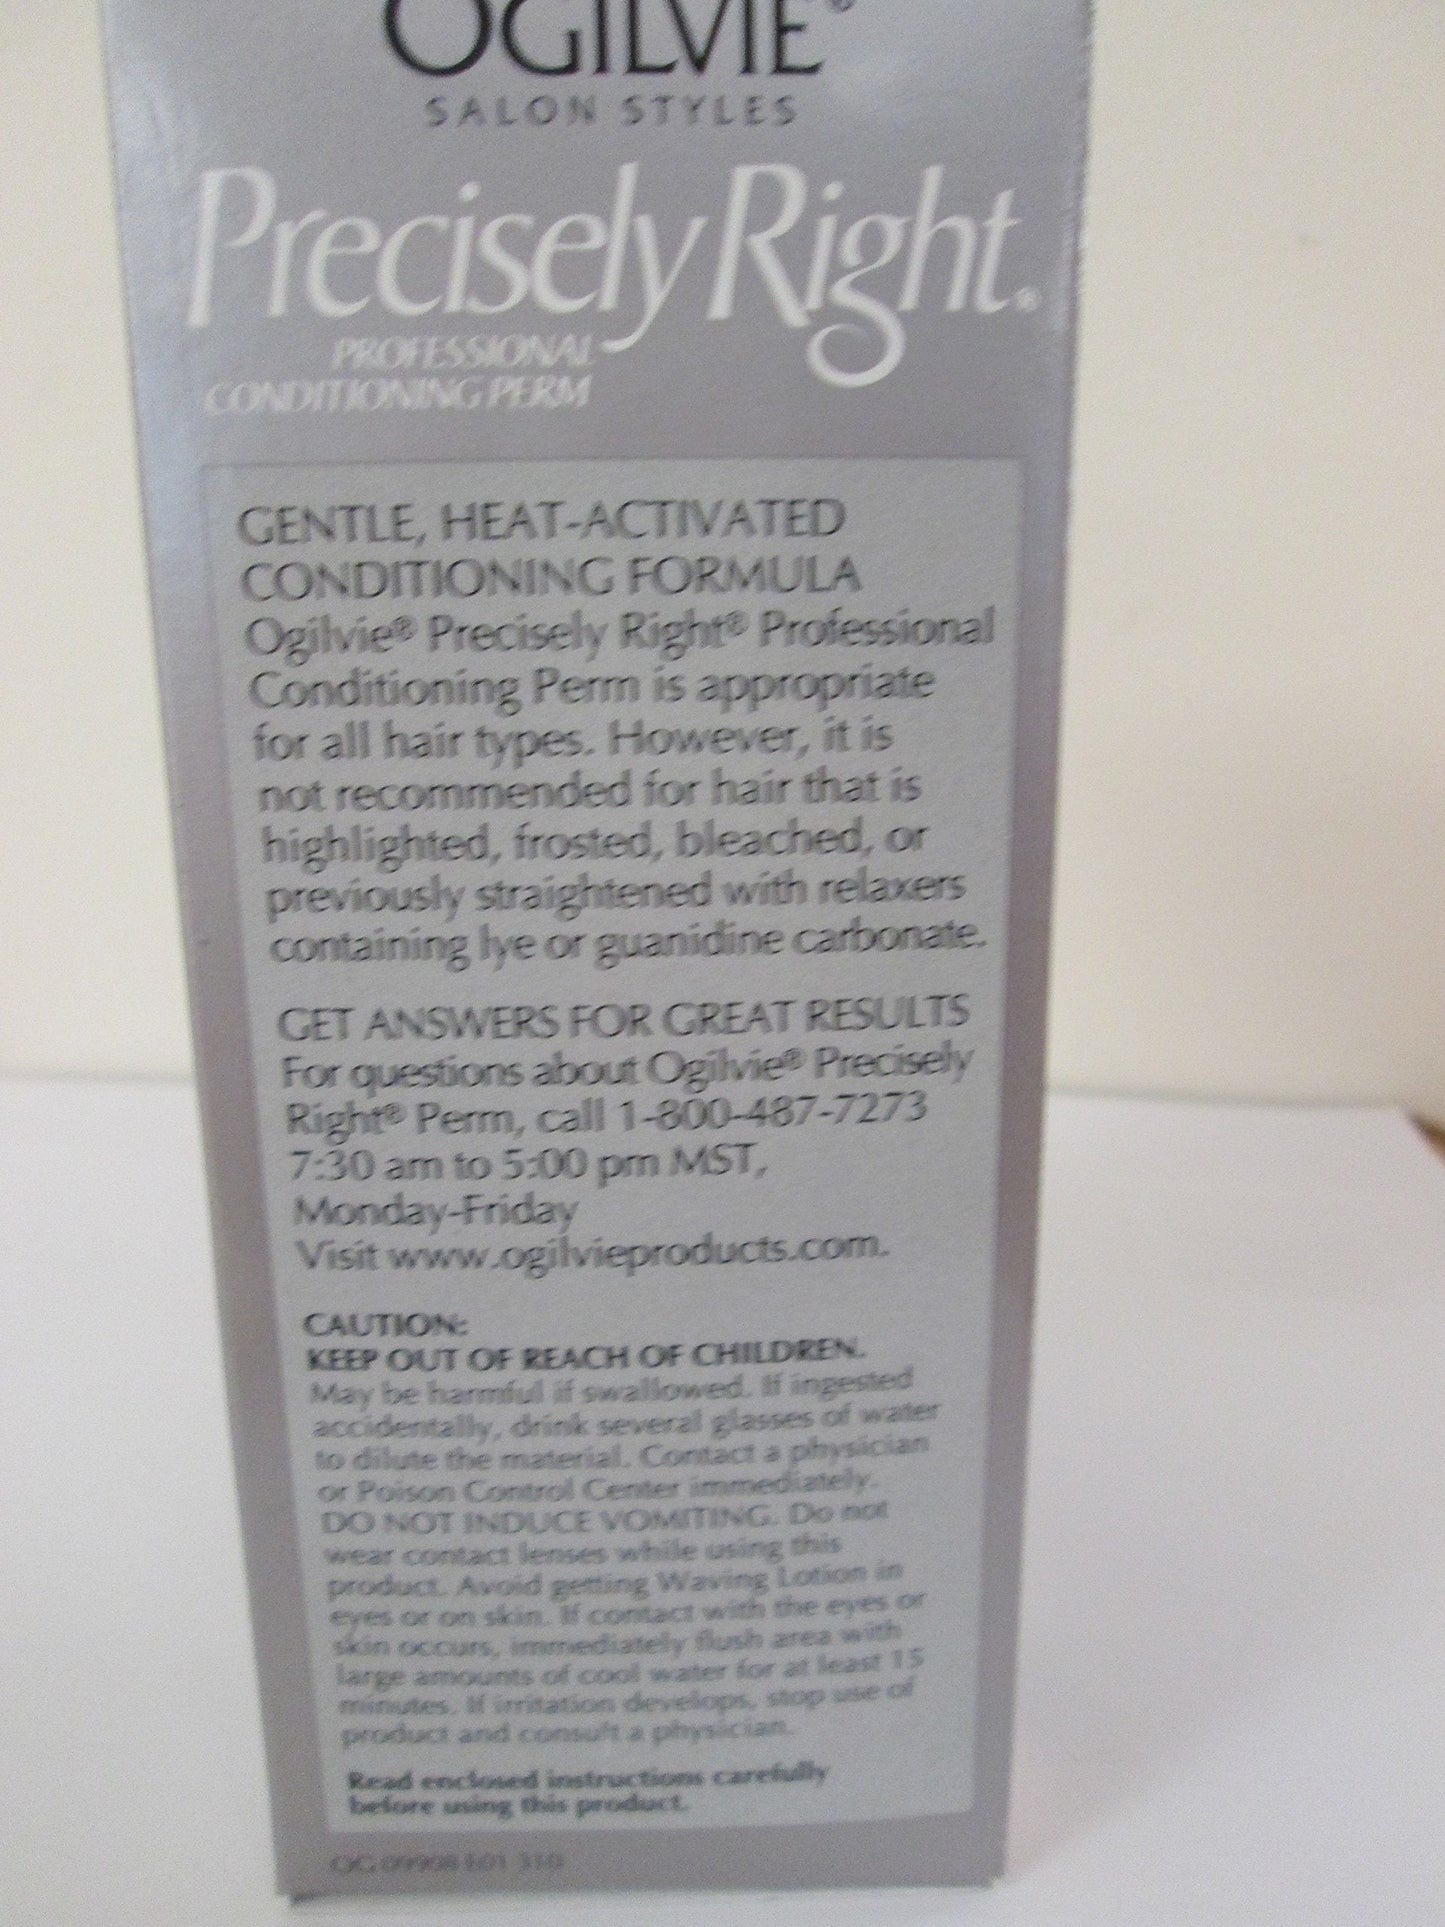 OGILVIE®
SALON STYLES
Precisely Right®
PROFESSIONAL
CONDITIONING PERM
GENTLE, HEAT-ACTIVATED
CONDITIONING FORMULA
Ogilvie® Precisely Right® Professional
Conditioning Perm is appropriate
for all hair types. However, it is
not recommended for hair that is
highlighted, frosted, bleached, or
previously straightened with relaxers
containing lye or guanidine carbonate.
GET ANSWERS FOR GREAT RESULTS
For questions about Ogilvie® Precisely
Right® Perm, call 1-800-487-7273
7:30 am to 5:00 pm MST,
Monday-Friday
Visit www.ogilvieproducts.com.
CAUTION:
KEEP OUT OF REACH OF CHILDREN.
May be harmful if swallowed. If ingested
accidentally, drink several glasses of water
to dilute the material. Contact a physician
or Poison Control Center immediately.
DO NOT INDUCE VOMITING. Do not
wear contact lenses while using this
product. Avoid getting Waving Lotion in
eyes or on skin. If contact with the eyes or
skin occurs, immediately flush area with
large amounts of cool water for at least 15
minutes. If irritation develops, stop use of
product and consult a physician.
Read enclosed instructions carefully
before using this product.